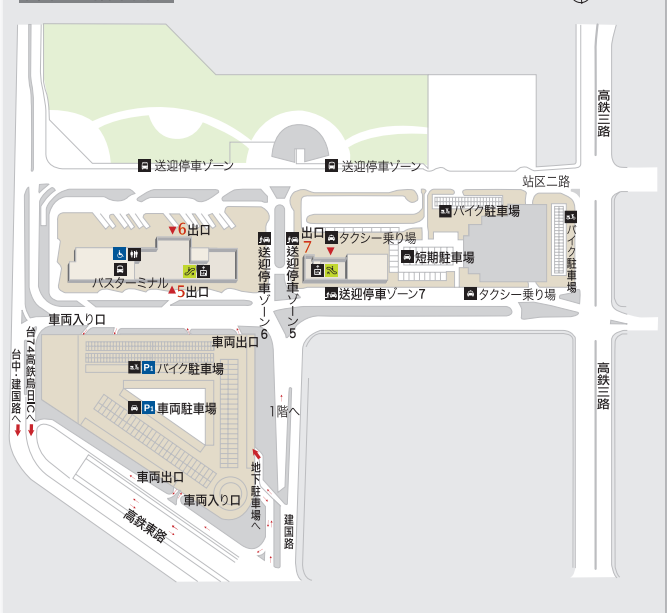 高鉄三路
送迎停車ゾーン
送迎停車ゾーン
站区二路
バイク駐車場
バイク駐車場
6出口
出口
7
タクシー乗り場
短期駐車場
バスターミナル
5出口
送迎停車ゾーン6
送迎停車ゾーン5
送迎停車ゾーン7
タクシー乗り場
車両入り口
車両出口
台74高鉄烏日ICへ
台中・建国路へ
P1
バイク駐車場
P1
車両駐車場
1階へ
高鉄三路
車両出口
車両入り口
地下駐車場へ
高鉄東路
建国路